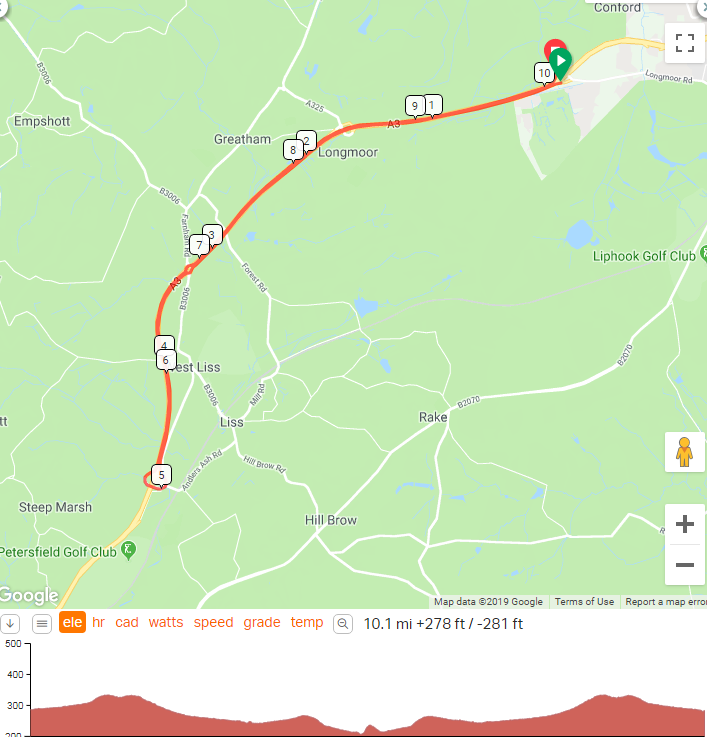 Conford
B3006
10
Longmoor Rd
9 1
A325
A3
Empshott
Greatham
2
8
Longmoor
B3006
Farnham Rd
3
7
Liphook Golf Club
A3
Forest Rd
B3006
4
6
est Liss
B2070
B3006
Mill Rd
B2070
Rake
tt
Liss
Andlers Ash Rd
Hill Brow Rd
5
Steep Marsh
Hill Brow
Petersfield Golf Club
Google
Map data ©2019 Google Terms of Use Report a map error
ele hr cad watts speed grade temp 10.1 mi +278 ft / -281 ft
500
400
300
200